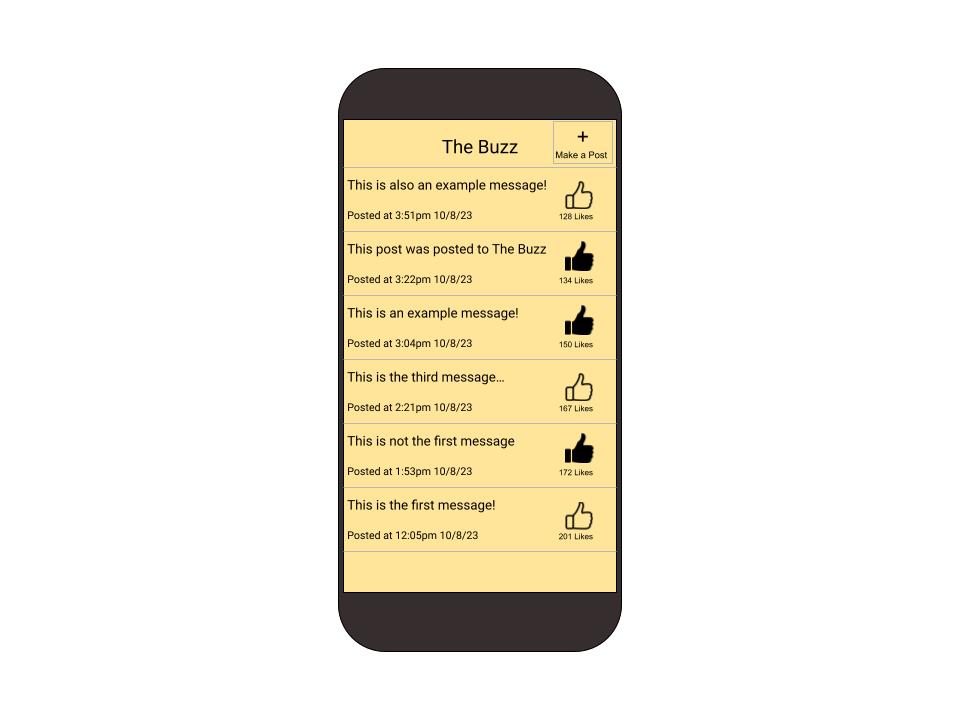 The Buzz
+
Make a Post
This is also an example message!
Posted at 3:51pm 10/8/23
128 Likes
This post was posted to The Buzz
Posted at 3:22pm 10/8/23
134 Likes
This is an example message!
Posted at 3:04pm 10/8/23
150 Likes
This is the third message…
Posted at 2:21pm 10/8/23
167 Likes
This is not the first message
Posted at 1:53pm 10/8/23
172 Likes
This is the first message!
Posted at 12:05pm 10/8/23
201 Likes